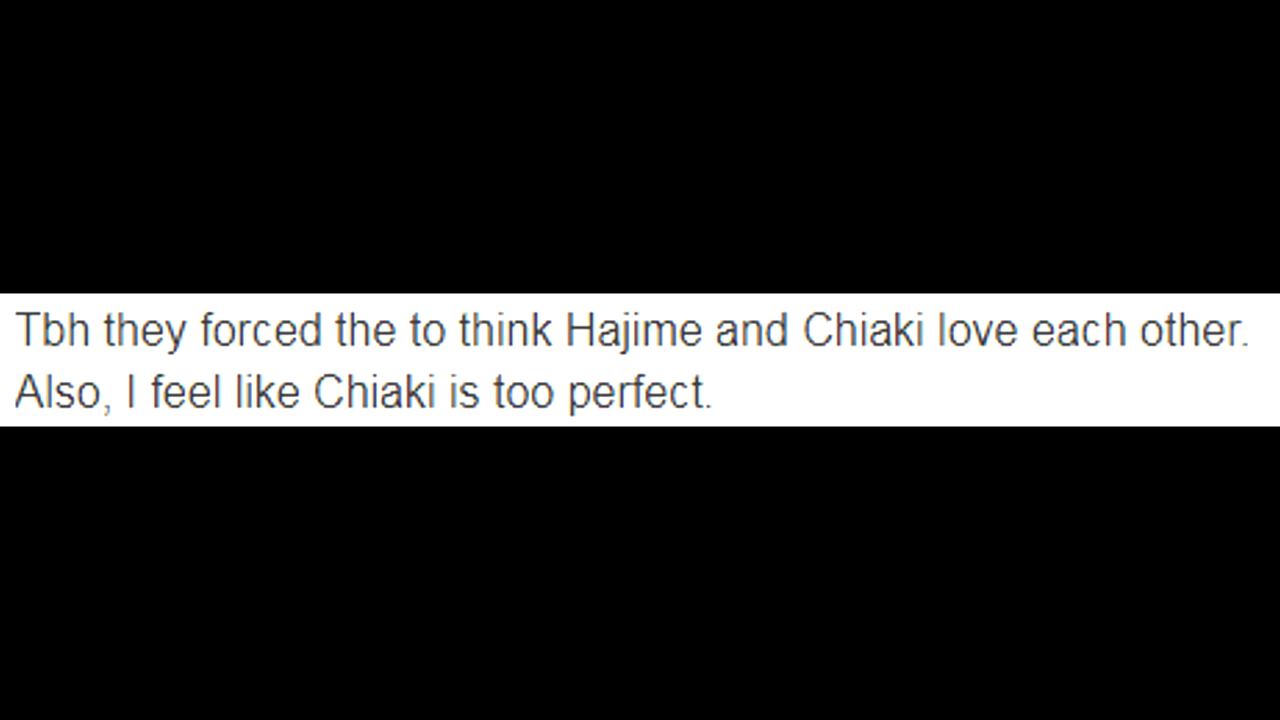 Tbh they forced the to think Hajime and Chiaki love each other.
Also, I feel like Chiaki is too perfect.